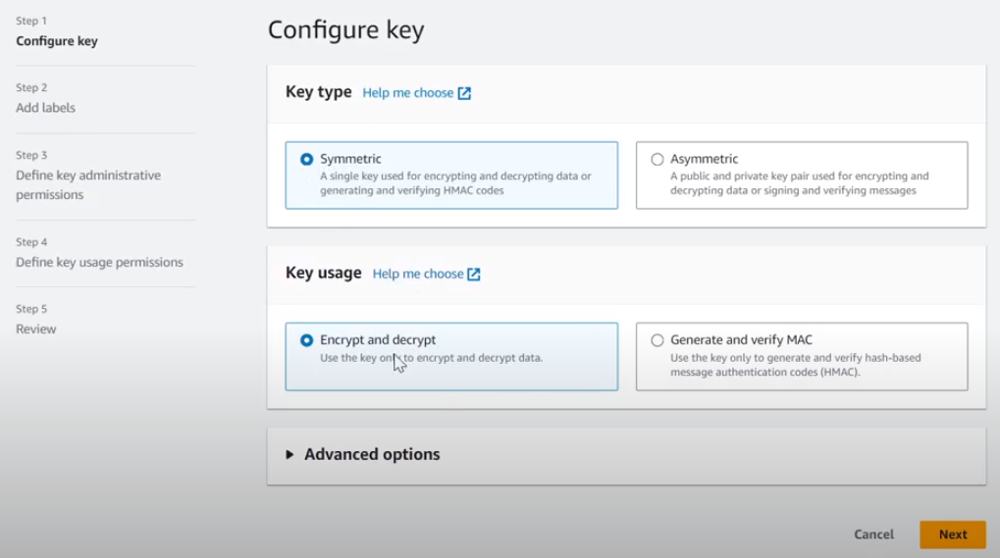 Step 1
Configure key
Step 2
Add labels
Step 3
Define key administrative
permissions
Step 4
Define key usage permissions
Step 5
Review
Configure key
Key type Help me choose
Symmetric
A single key used for encrypting and decrypting data or
generating and verifying HMAC codes
Asymmetric
A public and private key pair used for encrypting and
decrypting data or signing and verifying messages
Key usage Help me choose
Encrypt and decrypt
Use the key only to encrypt and decrypt data.
Generate and verify MAC
Use the key only to generate and verify hash-based
message authentication codes (HMAC).
Advanced options
Cancel
Next